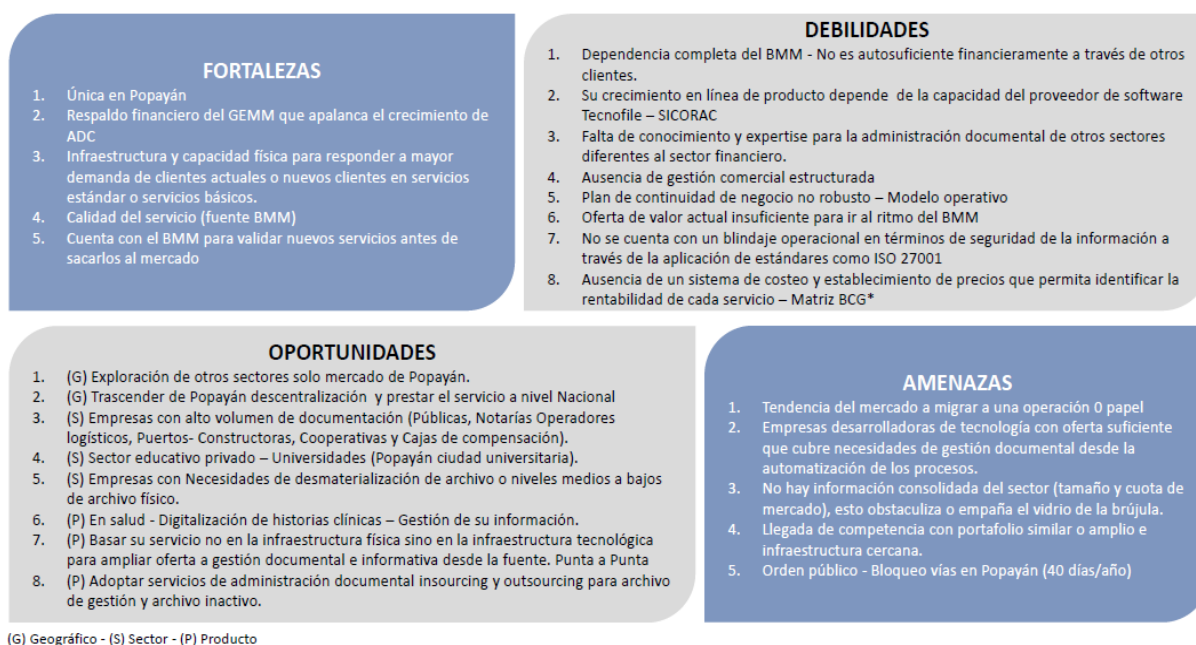 FORTALEZAS
1. Única en Popayán
2. Respaldo financiero del GEMM que apalanca el crecimiento de
ADC
3. Infraestructura y capacidad física para responder a mayor
demanda de clientes actuales o nuevos clientes en servicios
estándar o servicios básicos.
4. Calidad del servicio (fuente BMM)
5. Cuenta con el BMM para validar nuevos servicios antes de
sacarlos al mercado
DEBILIDADES
1. Dependencia completa del BMM - No es autosuficiente financieramente a través de otros
clientes.
2. Su crecimiento en línea de producto depende de la capacidad del proveedor de software
Tecnofile – SICORAC
3. Falta de conocimiento y expertise para la administración documental de otros sectores
diferentes al sector financiero.
4. Ausencia de gestión comercial estructurada
5. Plan de continuidad de negocio no robusto – Modelo operativo
6. Oferta de valor actual insuficiente para ir al ritmo del BMM
7. No se cuenta con un blindaje operacional en términos de seguridad de la información a
través de la aplicación de estándares como ISO 27001
8. Ausencia de un sistema de costeo y establecimiento de precios que permita identificar la
rentabilidad de cada servicio – Matriz BCG*
OPORTUNIDADES
1. (G) Exploración de otros sectores solo mercado de Popayán.
2. (G) Trascender de Popayán descentralización y prestar el servicio a nivel Nacional
3. (S) Empresas con alto volumen de documentación (Públicas, Notarías Operadores
logísticos, Puertos- Constructoras, Cooperativas y Cajas de compensación).
4. (S) Sector educativo privado – Universidades (Popayán ciudad universitaria).
5. (S) Empresas con Necesidades de desmaterialización de archivo o niveles medios a bajos
de archivo físico.
6. (P) En salud - Digitalización de historias clínicas – Gestión de su información.
7. (P) Basar su servicio no en la infraestructura física sino en la infraestructura tecnológica
para ampliar oferta a gestión documental e informativa desde la fuente. Punta a Punta
8. (P) Adoptar servicios de administración documental insourcing y outsourcing para archivo
de gestión y archivo inactivo.
AMENAZAS
1. Tendencia del mercado a migrar a una operación 0 papel
2. Empresas desarrolladoras de tecnología con oferta suficiente
que cubre necesidades de gestión documental desde la
automatización de los procesos.
3. No hay información consolidada del sector (tamaño y cuota de
mercado), esto obstaculiza o empaña el vidrio de la brújula.
4. Llegada de competencia con portafolio similar o amplio e
infraestructura cercana.
5. Orden público - Bloqueo vías en Popayán (40 días/año)
(G) Geográfico - (S) Sector - (P) Producto